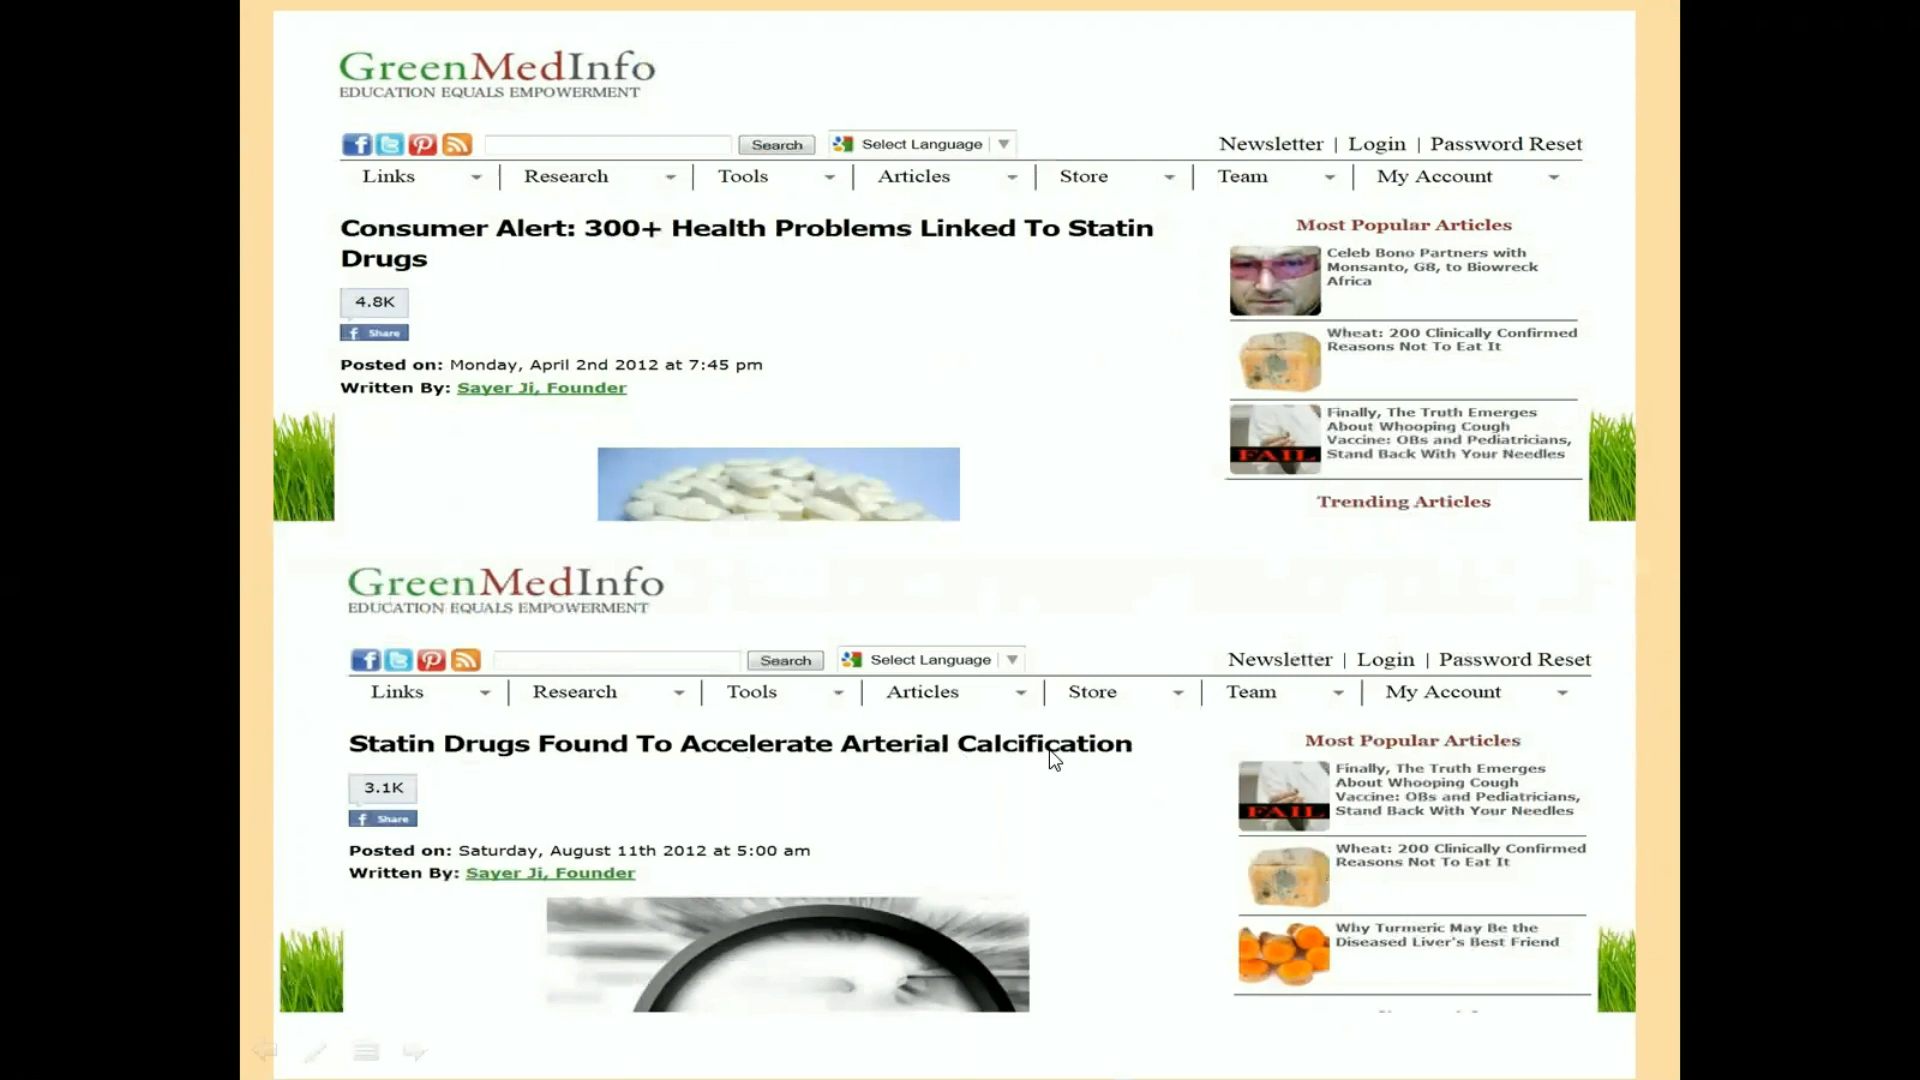 GreenMedInfo
EDUCATION EQUALS EMPOWERMENT
Search Select Language Newsletter | Login | Password Reset
Links Research Tools Articles Store Team My Account
Consumer Alert: 300+ Health Problems Linked To Statin
Drugs
4.8K
Share
Posted on: Monday, April 2nd 2012 at 7:45 pm
Written By: Sayer Ji, Founder
Most Popular Articles
Celeb Bono Partners with
Monsanto, G8, to Biowreck
Africa
Wheat: 200 Clinically Confirmed
Reasons Not To Eat It
Finally, The Truth Emerges
About Whooping Cough
Vaccine: OBs and Pediatricians,
Stand Back With Your Needles
FAIL
Trending Articles
GreenMedInfo
EDUCATION EQUALS EMPOWERMENT
Search Select Language Newsletter | Login | Password Reset
Links Research Tools Articles Store Team My Account
Statin Drugs Found To Accelerate Arterial Calcification
3.1K
Share
Posted on: Saturday, August 11th 2012 at 5:00 am
Written By: Sayer Ji, Founder
Most Popular Articles
Finally, The Truth Emerges
About Whooping Cough
Vaccine: OBs and Pediatricians,
Stand Back With Your Needles
FAIL
Wheat: 200 Clinically Confirmed
Reasons Not To Eat It
Why Turmeric May Be the
Diseased Liver's Best Friend